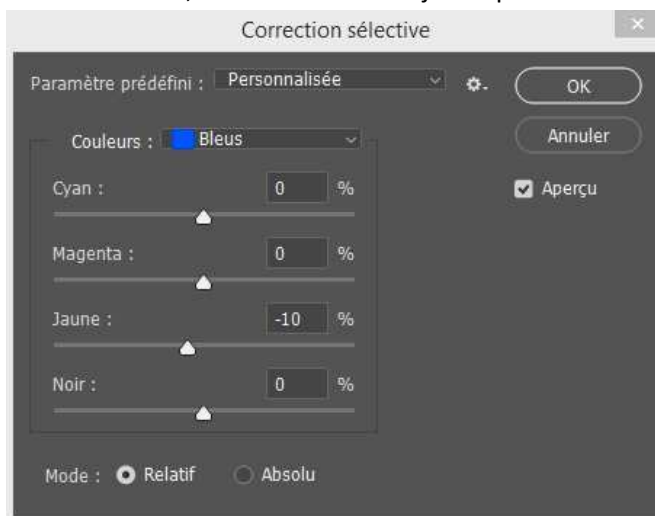 Correction sélective
Paramètre prédéfini : Personnalisée
OK
Couleurs : Bleus
Annuler
Cyan : 0 %
Aperçu
Magenta : 0 %
Jaune : -10 %
Noir : 0 %
Mode : Relatif Absolu